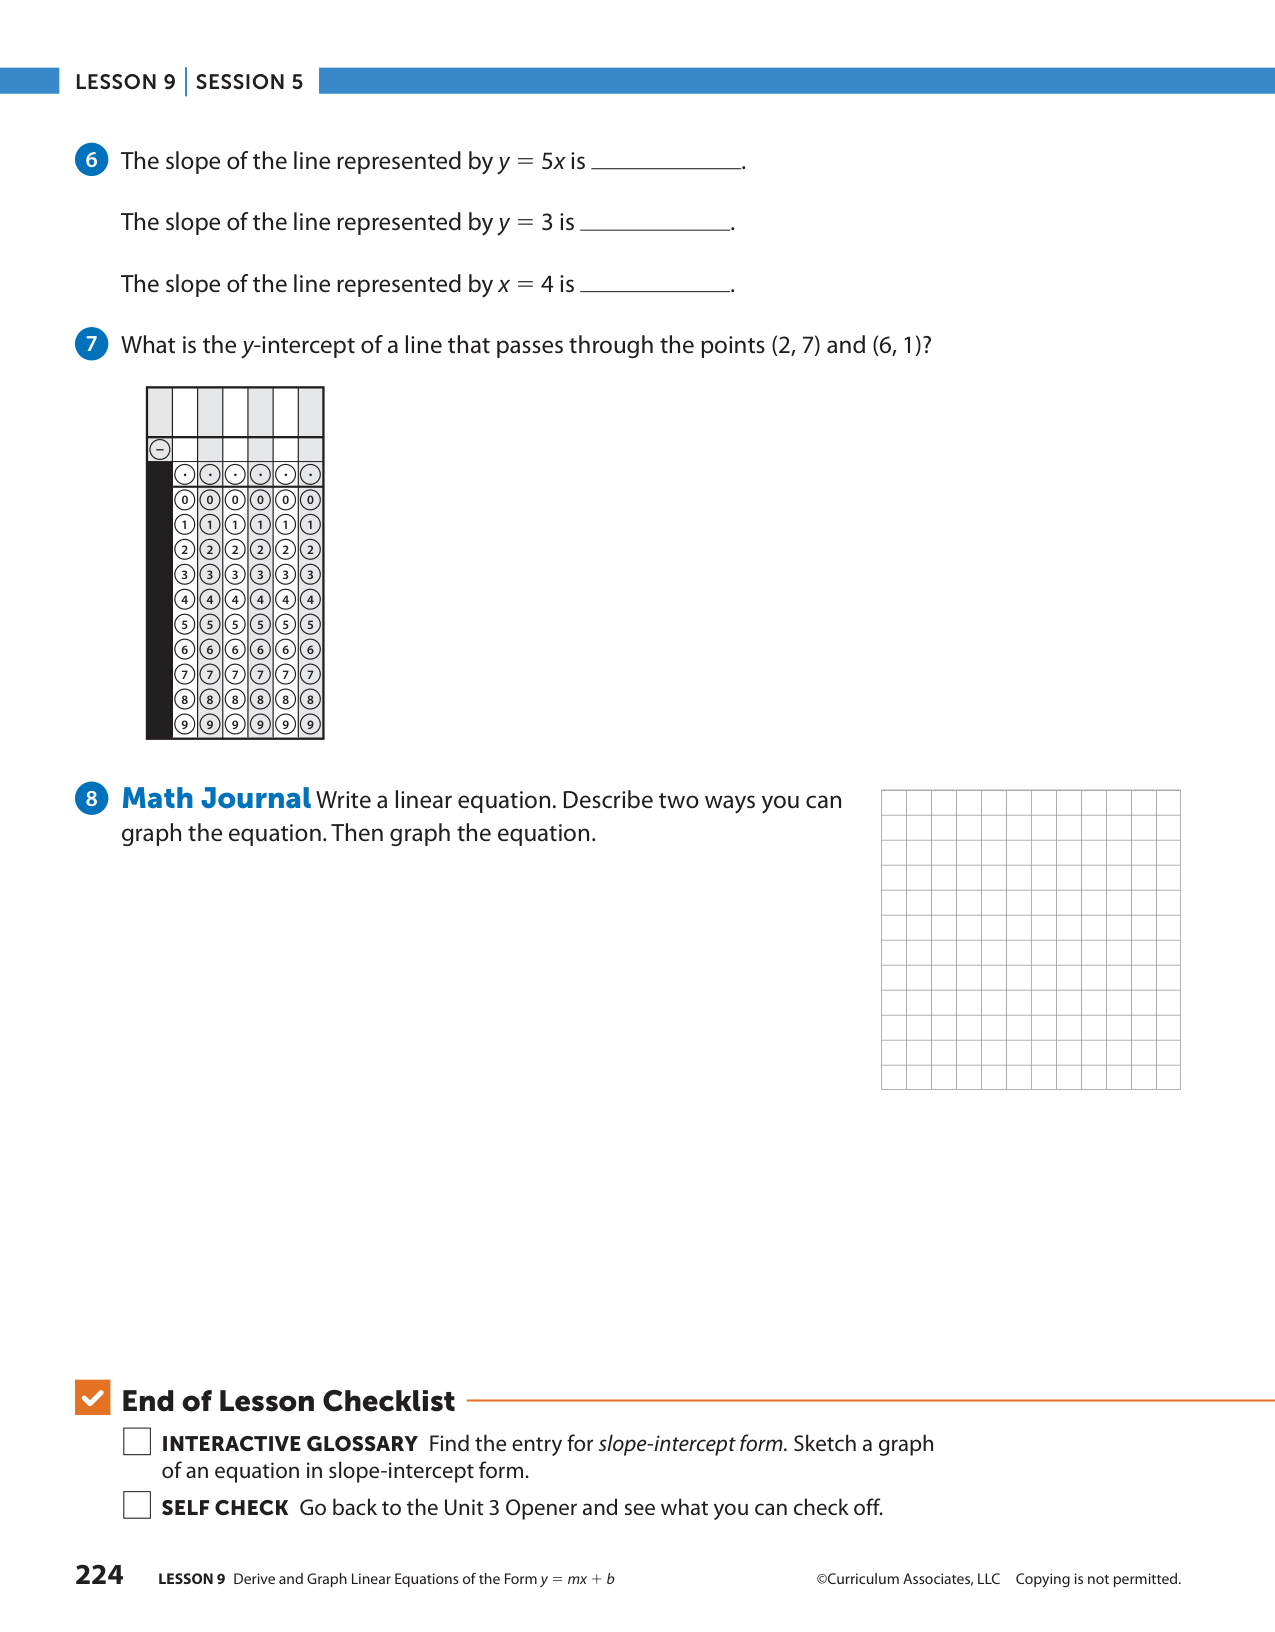 LESSON 9 | SESSION 5
6 The slope of the line represented by y = 5x is ____________.
The slope of the line represented by y = 3 is ____________.
The slope of the line represented by x = 4 is ____________.
7 What is the y-intercept of a line that passes through the points (2, 7) and (6, 1)?
−
· · · · · ·
0 0 0 0 0 0
1 1 1 1 1 1
2 2 2 2 2 2
3 3 3 3 3 3
4 4 4 4 4 4
5 5 5 5 5 5
6 6 6 6 6 6
7 7 7 7 7 7
8 8 8 8 8 8
9 9 9 9 9 9
8 Math Journal Write a linear equation. Describe two ways you can
graph the equation. Then graph the equation.
End of Lesson Checklist
INTERACTIVE GLOSSARY Find the entry for slope-intercept form. Sketch a graph
of an equation in slope-intercept form.
SELF CHECK Go back to the Unit 3 Opener and see what you can check off.
224 LESSON 9 Derive and Graph Linear Equations of the Form y = mx + b ©Curriculum Associates, LLC Copying is not permitted.